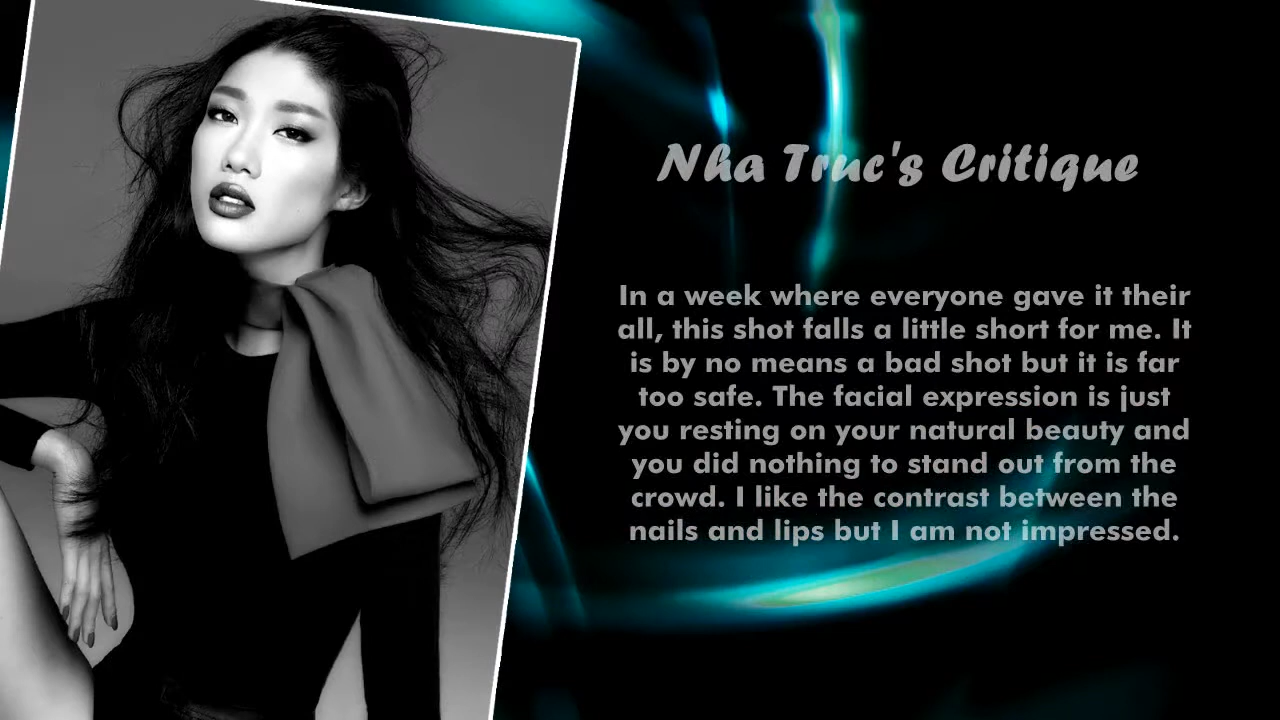 Nha Truc's Critique
In a week where everyone gave it their
all, this shot falls a little short for me. It
is by no means a bad shot but it is far
too safe. The facial expression is just
you resting on your natural beauty and
you did nothing to stand out from the
crowd. I like the contrast between the
nails and lips but I am not impressed.